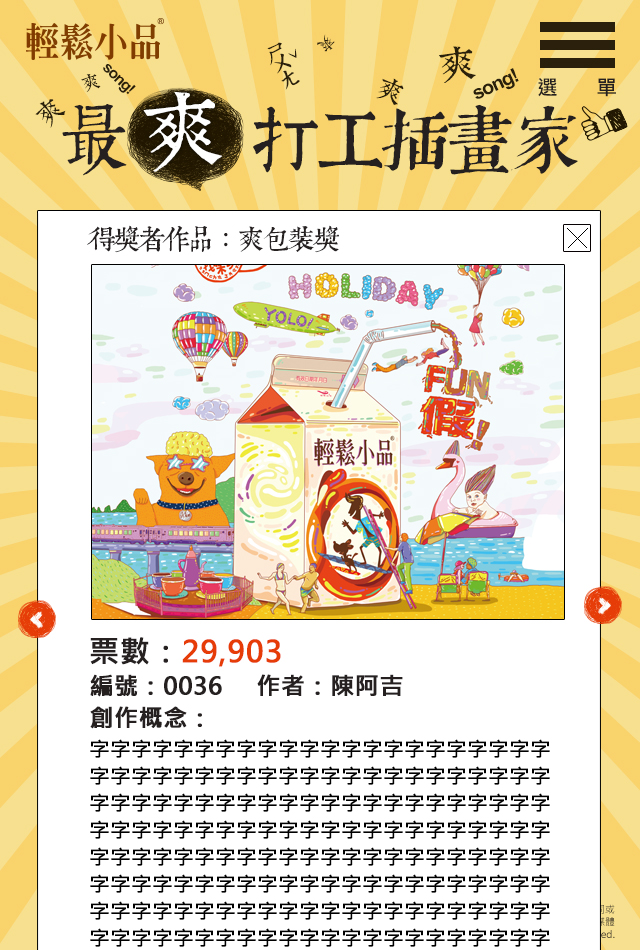 輕鬆小品®
選單
爽 爽 song! ㄕㄨㄤˇ 爽 爽 song!
最爽打工插畫家
得獎者作品：爽包裝獎
HOLIDAY
YOLO!
FUN
假!
輕鬆小品
票數：29,903
編號：0036 作者：陳阿吉
創作概念：
字字字字字字字字字字字字字字字字字字字字字字
字字字字字字字字字字字字字字字字字字字字字字
字字字字字字字字字字字字字字字字字字字字字字
字字字字字字字字字字字字字字字字字字字字字字
字字字字字字字字字字字字字字字字字字字字字字
字字字字字字字字字字字字字字字字字字字字字字
字字字字字字字字字字字字字字字字字字字字字字
字字字字字字字字字字字字字字字字字字字字字字